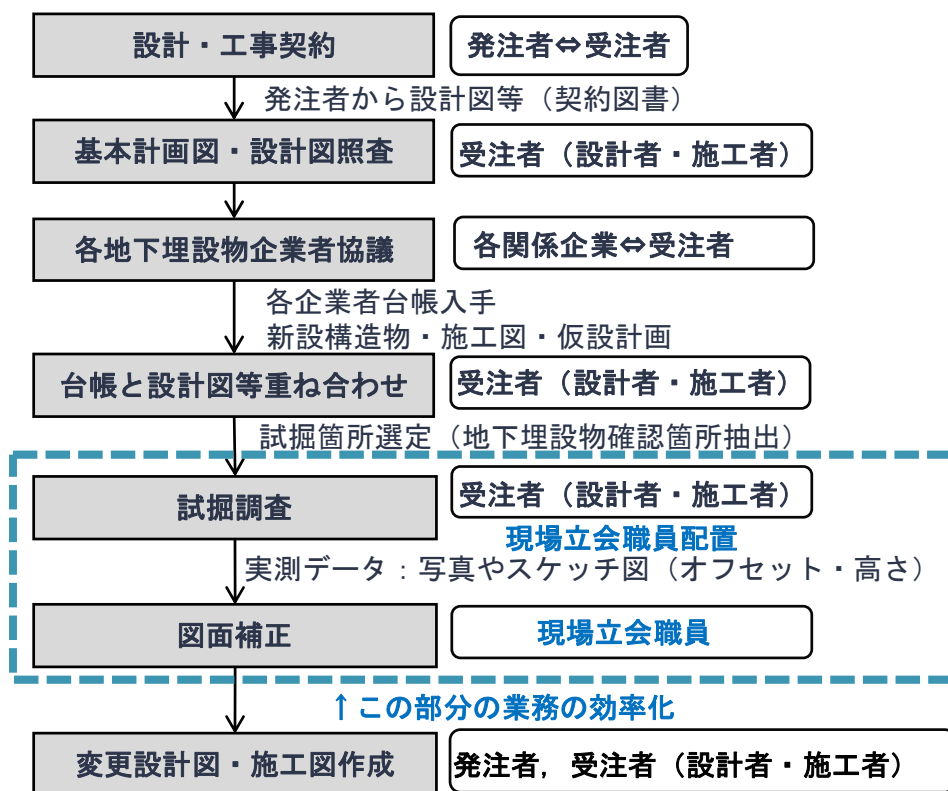 設計・工事契約
発注者⇔受注者
発注者から設計図等（契約図書）
基本計画図・設計図照査
受注者（設計者・施工者）
各地下埋設物企業者協議
各関係企業⇔受注者
各企業者台帳入手
新設構造物・施工図・仮設計画
台帳と設計図等重ね合わせ
受注者（設計者・施工者）
試掘箇所選定（地下埋設物確認箇所抽出）
試掘調査
受注者（設計者・施工者）
現場立会職員配置
実測データ：写真やスケッチ図（オフセット・高さ）
図面補正
現場立会職員
↑この部分の業務の効率化
変更設計図・施工図作成
発注者，受注者（設計者・施工者）